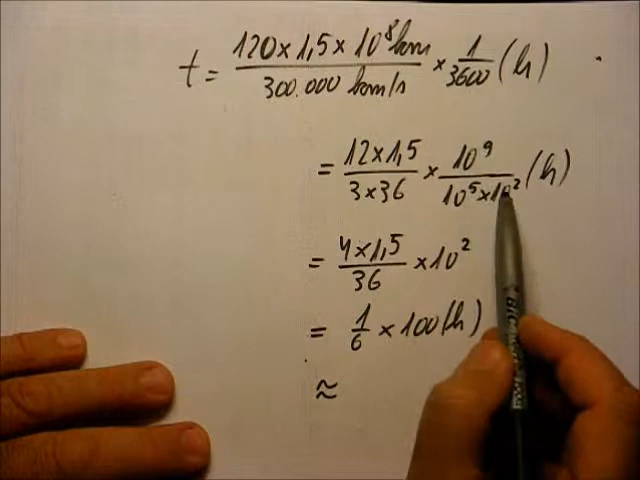 t = 120 × 1,5 × 10⁸ km / 300.000 km/s × 1/3600 (h)
= 12 × 1,5 / 3 × 36 × 10⁹ / 10⁵ × 10² (h)
= 4 × 1,5 / 36 × 10²
= 1/6 × 100 (h)
≈